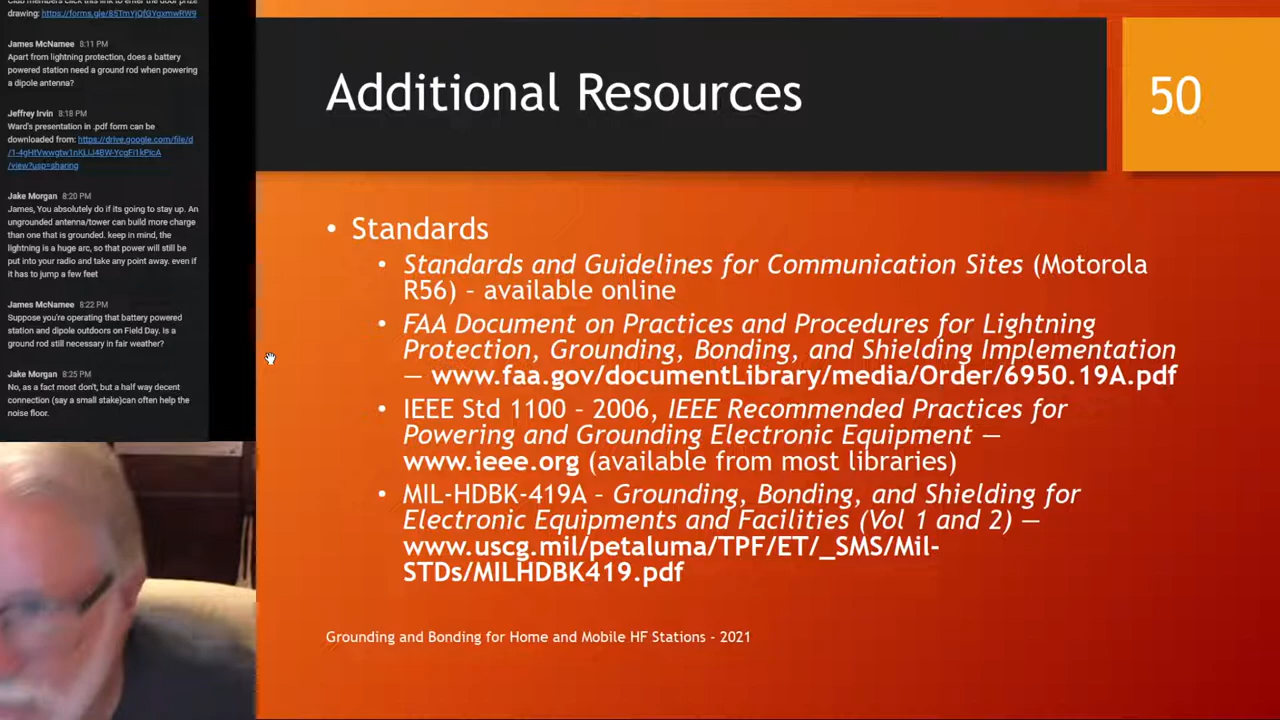 Club members click this link to enter the door prize
drawing: https://forms.gle/85TmYiQfGYgxmwRW9
James McNamee 8:11 PM
Apart from lightning protection, does a battery
powered station need a ground rod when powering
a dipole antenna?
Jeffrey Irvin 8:18 PM
Ward's presentation in .pdf form can be
downloaded from: https://drive.google.com/file/d
/view?usp=sharing
Jake Morgan 8:20 PM
James, You absolutely do if its going to stay up. An
ungrounded antenna/tower can build more charge
than one that is grounded. keep in mind, the
lightning is a huge arc, so that power will still be
put into your radio and take any point away. even if
it has to jump a few feet
James McNamee 8:22 PM
Suppose you're operating that battery powered
station and dipole outdoors on Field Day. Is a
ground rod still necessary in fair weather?
Jake Morgan 8:25 PM
No, as a fact most don't, but a half way decent
connection (say a small stake)can often help the
noise floor.
Additional Resources
50
• Standards
• Standards and Guidelines for Communication Sites (Motorola
R56) – available online
• FAA Document on Practices and Procedures for Lightning
Protection, Grounding, Bonding, and Shielding Implementation
— www.faa.gov/documentLibrary/media/Order/6950.19A.pdf
• IEEE Std 1100 – 2006, IEEE Recommended Practices for
Powering and Grounding Electronic Equipment —
www.ieee.org (available from most libraries)
• MIL-HDBK-419A – Grounding, Bonding, and Shielding for
Electronic Equipments and Facilities (Vol 1 and 2) —
www.uscg.mil/petaluma/TPF/ET/_SMS/Mil-
STDs/MILHDBK419.pdf
Grounding and Bonding for Home and Mobile HF Stations - 2021